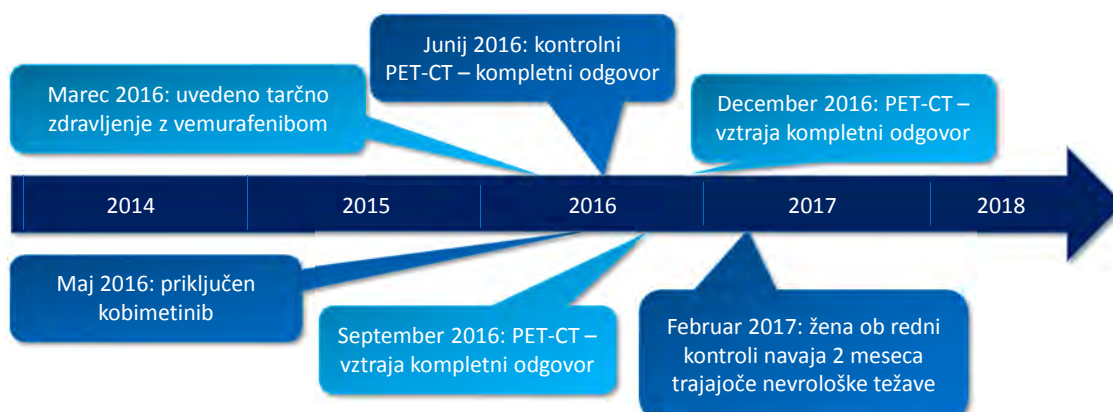 Junij 2016: kontrolni
PET-CT – kompletni odgovor
Marec 2016: uvedeno tarčno
zdravljenje z vemurafenibom
December 2016: PET-CT –
vztraja kompletni odgovor
2014
2015
2016
2017
2018
Maj 2016: priključen
kobimetinib
September 2016: PET-CT –
vztraja kompletni odgovor
Februar 2017: žena ob redni
kontroli navaja 2 meseca
trajajoče nevrološke težave